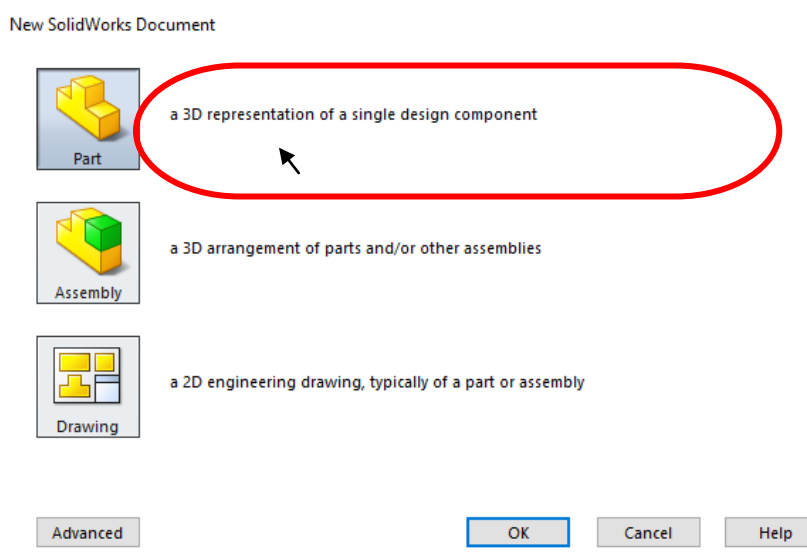 New SolidWorks Document
a 3D representation of a single design component
Part
a 3D arrangement of parts and/or other assemblies
Assembly
a 2D engineering drawing, typically of a part or assembly
Drawing
Advanced OK Cancel Help